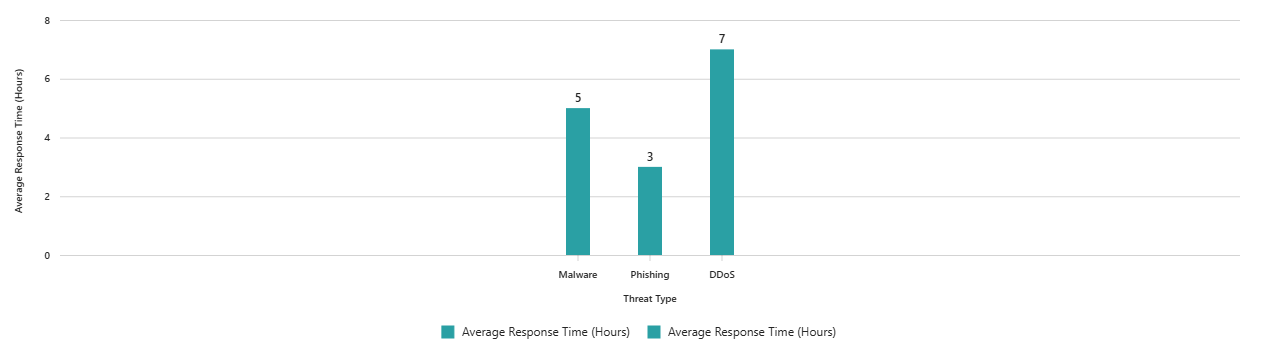 8
7
6
5
4
3
2
0
Average Response Time (Hours)
Malware Phishing DDoS
Threat Type
Average Response Time (Hours) Average Response Time (Hours)